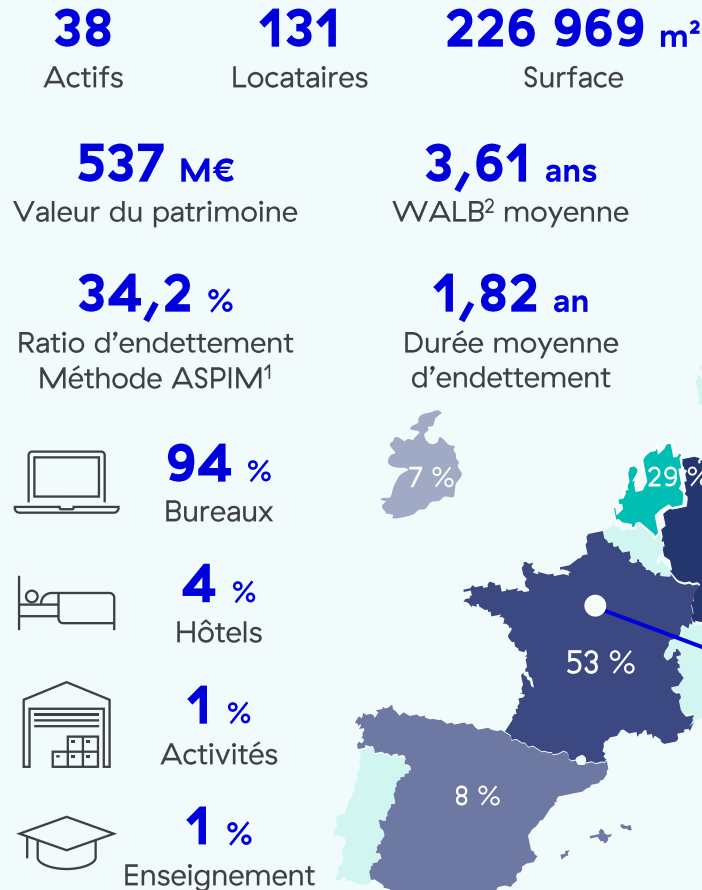 38
Actifs
131
Locataires
226 969 m²
Surface
537 M€
Valeur du patrimoine
3,61 ans
WALB² moyenne
34,2 %
Ratio d'endettement
Méthode ASPIM¹
1,82 an
Durée moyenne
d'endettement
94 %
Bureaux
4 %
Hôtels
1 %
Activités
1 %
Enseignement
7 %
29 %
53 %
8 %